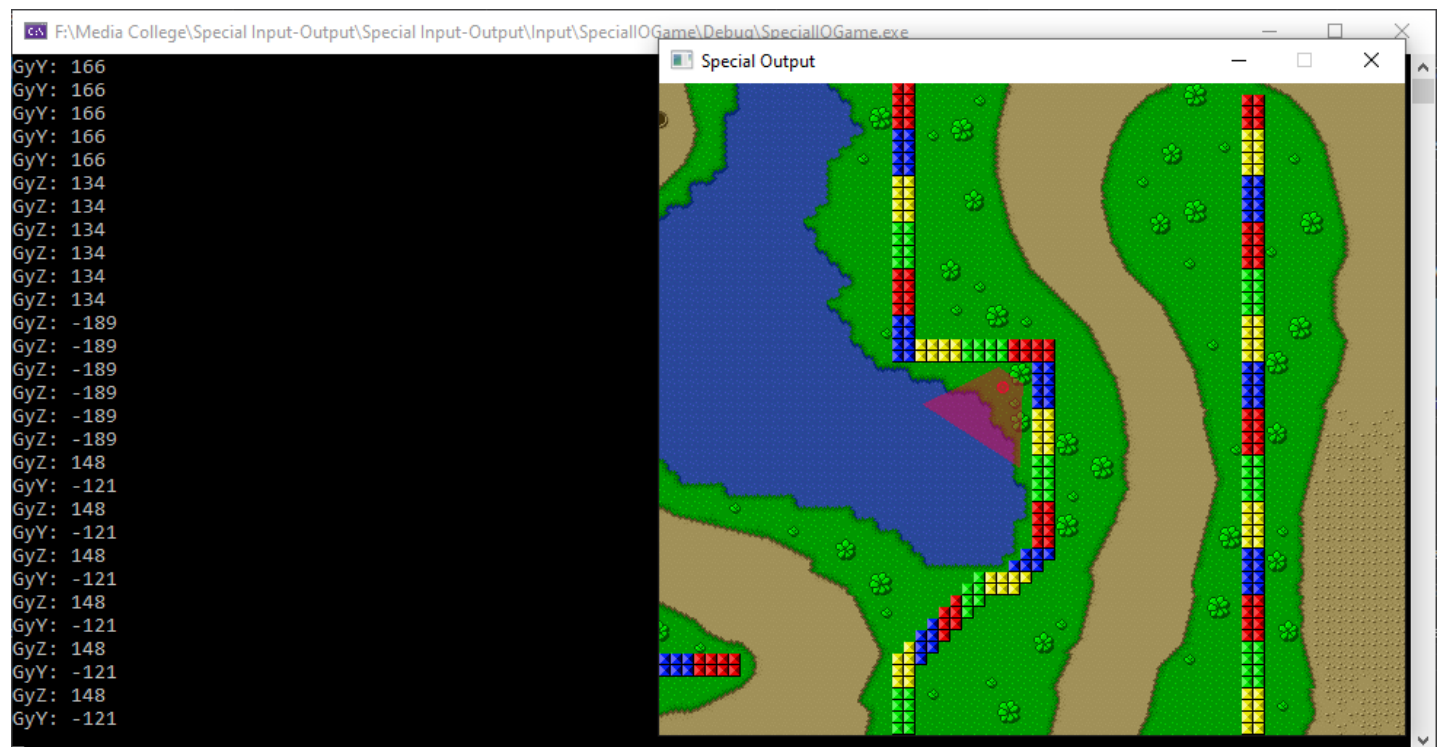 F:\Media College\Special Input-Output\Special Input-Output\Input\SpecialIOGame\Debug\SpecialIOGame.exe
Special Output
GyY: 166
GyY: 166
GyY: 166
GyY: 166
GyY: 166
GyZ: 134
GyZ: 134
GyZ: 134
GyZ: 134
GyZ: 134
GyZ: 134
GyZ: -189
GyZ: -189
GyZ: -189
GyZ: -189
GyZ: -189
GyZ: -189
GyZ: 148
GyY: -121
GyZ: 148
GyY: -121
GyZ: 148
GyY: -121
GyZ: 148
GyY: -121
GyZ: 148
GyY: -121
GyZ: 148
GyY: -121